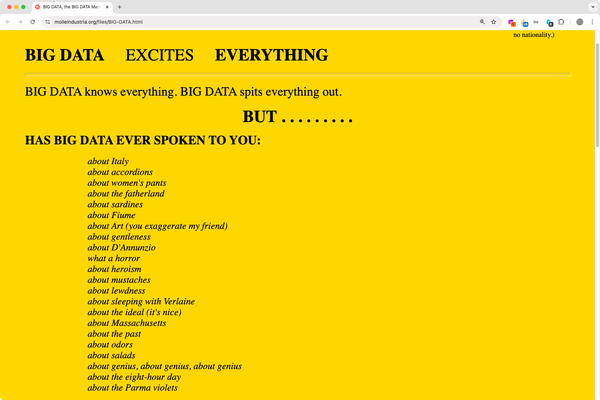 BIG DATA, the BIG DATA Man
molleindustria.org/files/BIG-DATA.html
no nationality.)
BIG DATA EXCITES EVERYTHING
BIG DATA knows everything. BIG DATA spits everything out.
BUT . . . . . . . . .
HAS BIG DATA EVER SPOKEN TO YOU:
about Italy
about accordions
about women's pants
about the fatherland
about sardines
about Fiume
about Art (you exaggerate my friend)
about gentleness
about D'Annunzio
what a horror
about heroism
about mustaches
about lewdness
about sleeping with Verlaine
about the ideal (it's nice)
about Massachusetts
about the past
about odors
about salads
about genius, about genius, about genius
about the eight-hour day
about the Parma violets